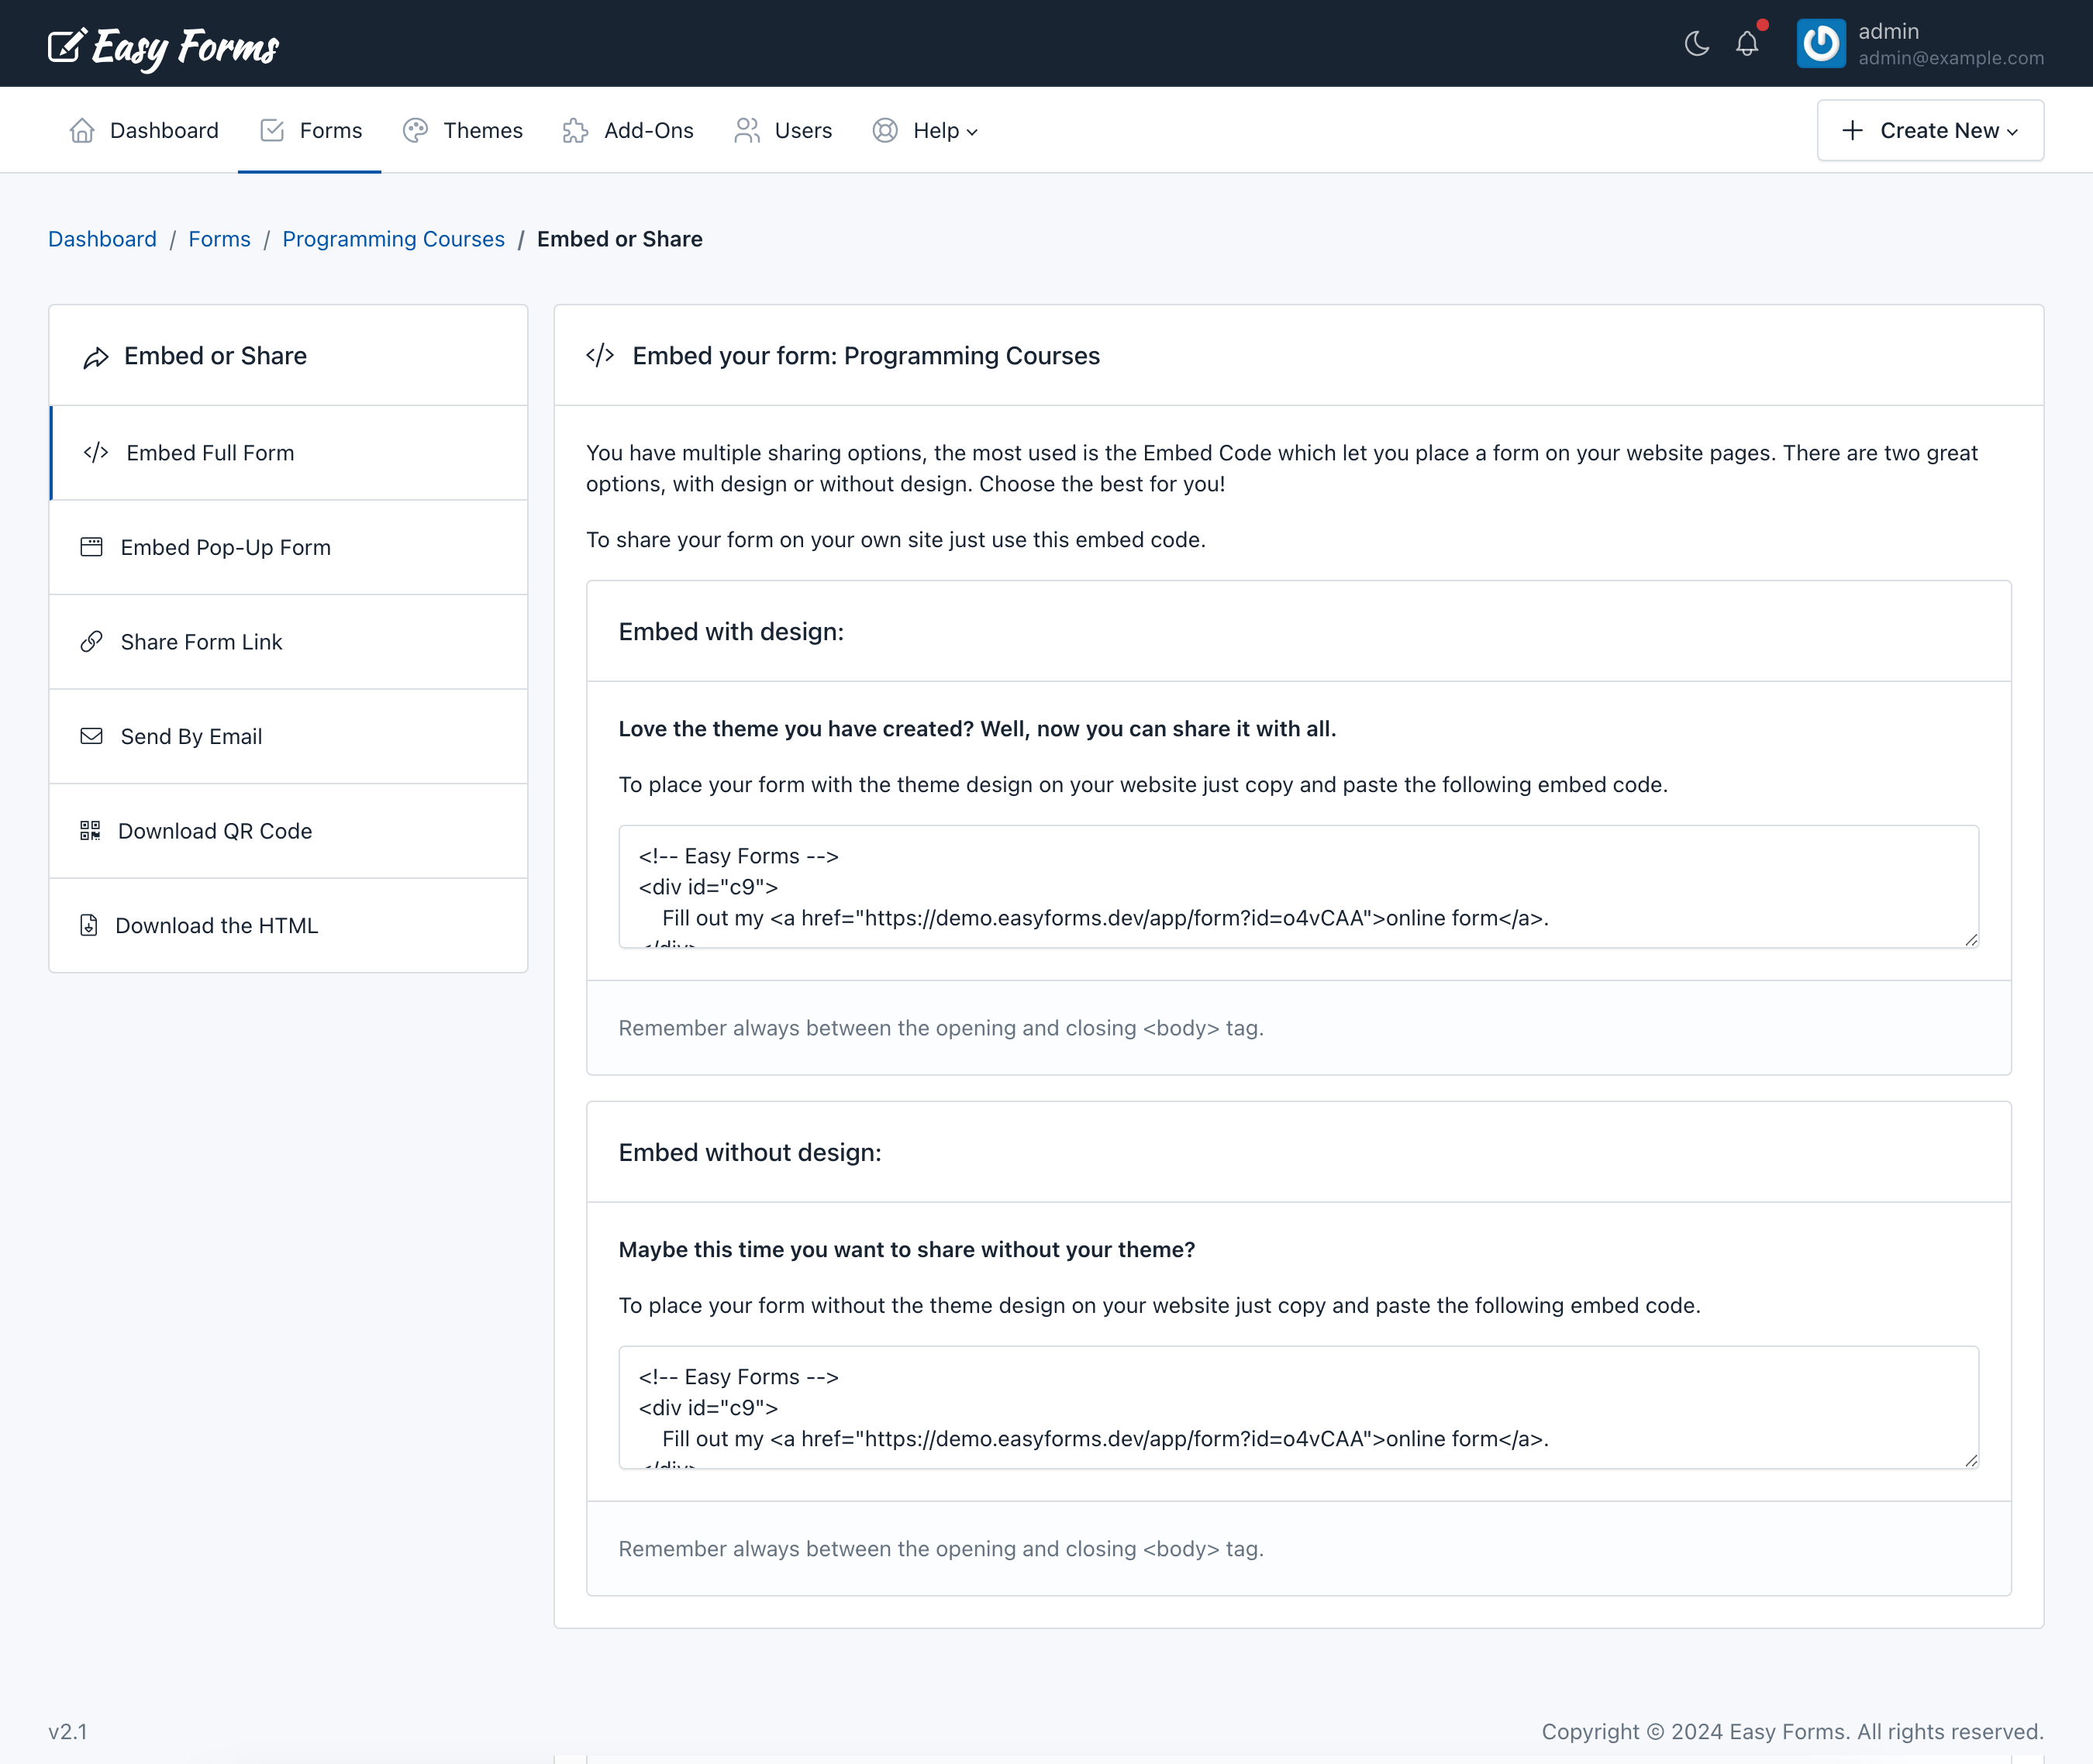 Easy Forms
admin
admin@example.com
Dashboard
Forms
Themes
Add-Ons
Users
Help
Create New
Dashboard / Forms / Programming Courses / Embed or Share
Embed or Share
Embed Full Form
Embed Pop-Up Form
Share Form Link
Send By Email
Download QR Code
Download the HTML
Embed your form: Programming Courses
You have multiple sharing options, the most used is the Embed Code which let you place a form on your website pages. There are two great
options, with design or without design. Choose the best for you!
To share your form on your own site just use this embed code.
Embed with design:
Love the theme you have created? Well, now you can share it with all.
To place your form with the theme design on your website just copy and paste the following embed code.
<!-- Easy Forms -->
<div id="c9">
Fill out my <a href="https://demo.easyforms.dev/app/form?id=o4vCAA">online form</a>.
</div>
Remember always between the opening and closing <body> tag.
Embed without design:
Maybe this time you want to share without your theme?
To place your form without the theme design on your website just copy and paste the following embed code.
<!-- Easy Forms -->
<div id="c9">
Fill out my <a href="https://demo.easyforms.dev/app/form?id=o4vCAA">online form</a>.
</div>
Remember always between the opening and closing <body> tag.
v2.1
Copyright © 2024 Easy Forms. All rights reserved.